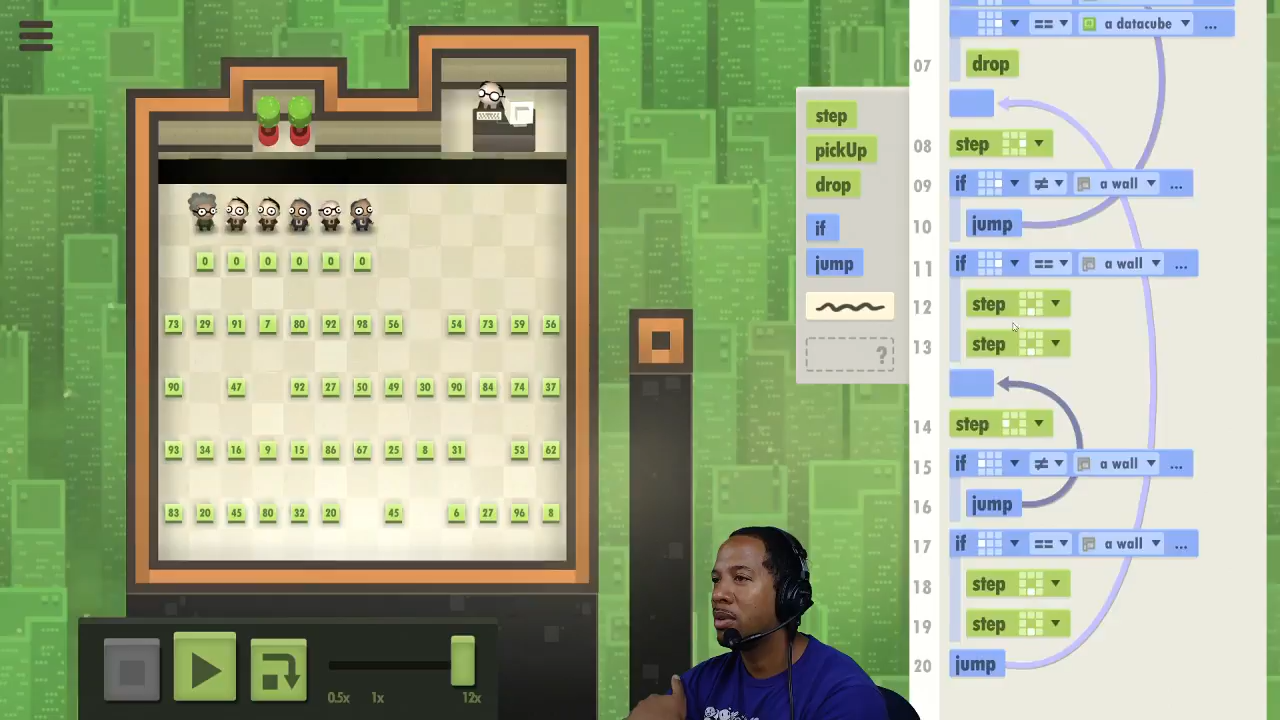 == a datacube ...
07 drop
08 step
09 if ≠ a wall ...
10 jump
11 if == a wall ...
12 step
13 step
14 step
15 if ≠ a wall ...
16 jump
17 if == a wall ...
18 step
19 step
20 jump
step
pickUp
drop
if
jump
?
0 0 0 0 0 0
73 29 91 7 80 92 98 56 54 73 59 56
90 47 92 27 50 49 30 90 84 74 37
93 34 16 9 15 86 67 25 8 31 53 62
83 20 45 80 32 20 45 6 27 96 8
0.5x 1x 12x